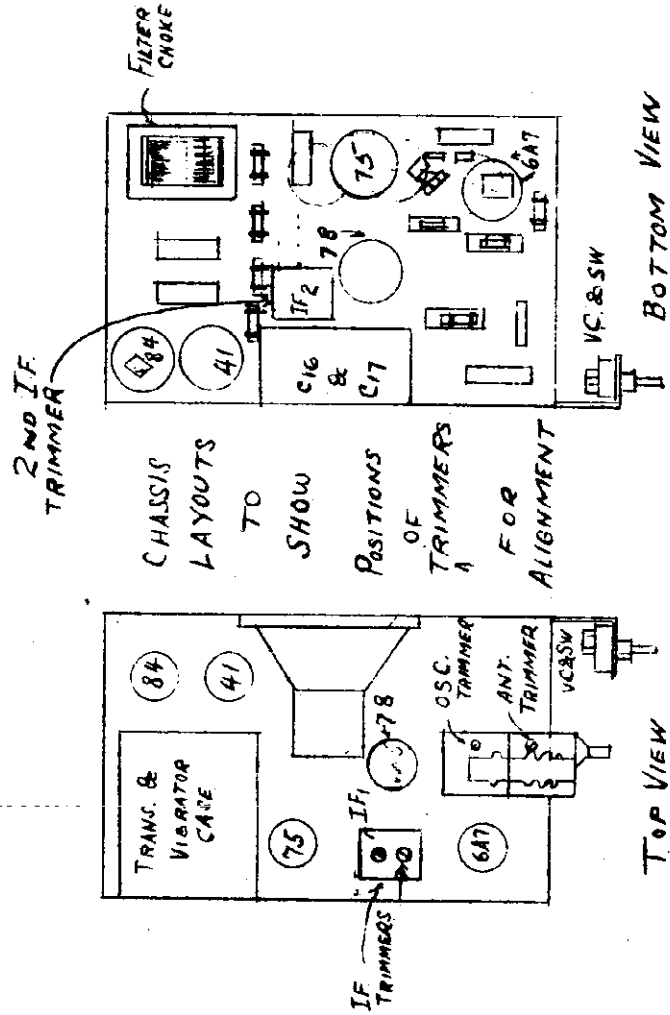 2ND I.F.
TRIMMER
84
41
C16
&
C17
IF2
78
75
6A7
FILTER
CHOKE
VC. & SW
BOTTOM VIEW
CHASSIS
LAYOUTS
TO
SHOW
POSITIONS
OF
TRIMMERS
FOR
ALIGNMENT
TRANS. &
VIBRATOR
CASE
84
41
75
IF1
78
IF
TRIMMERS
6A7
OSC.
TRIMMER
ANT.
TRIMMER
VC&SW
TOP VIEW